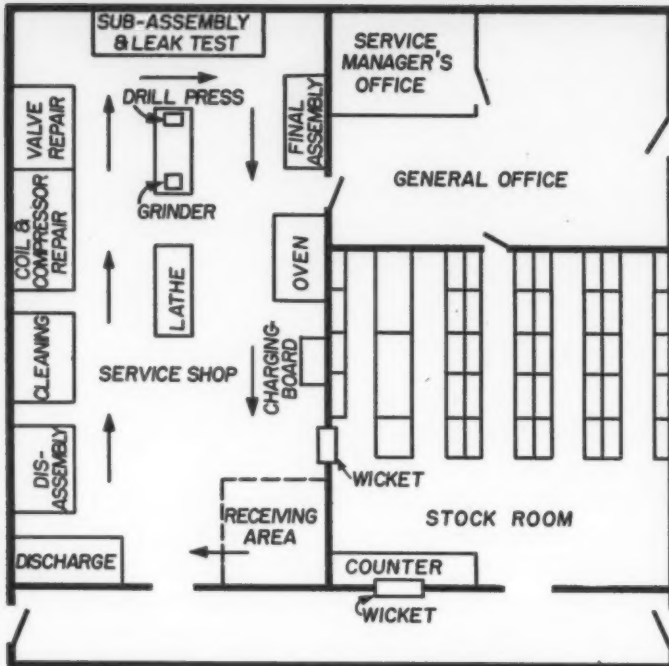 SUB-ASSEMBLY
& LEAK TEST
SERVICE
MANAGER'S
OFFICE
DRILL PRESS
VALVE
REPAIR
FINAL
ASSEMBLY
GENERAL OFFICE
GRINDER
COIL &
COMPRESSOR
REPAIR
OVEN
LATHE
CLEANING
SERVICE SHOP
CHARGING-
BOARD
DIS-
ASSEMBLY
WICKET
RECEIVING
AREA
STOCK ROOM
DISCHARGE
COUNTER
WICKET